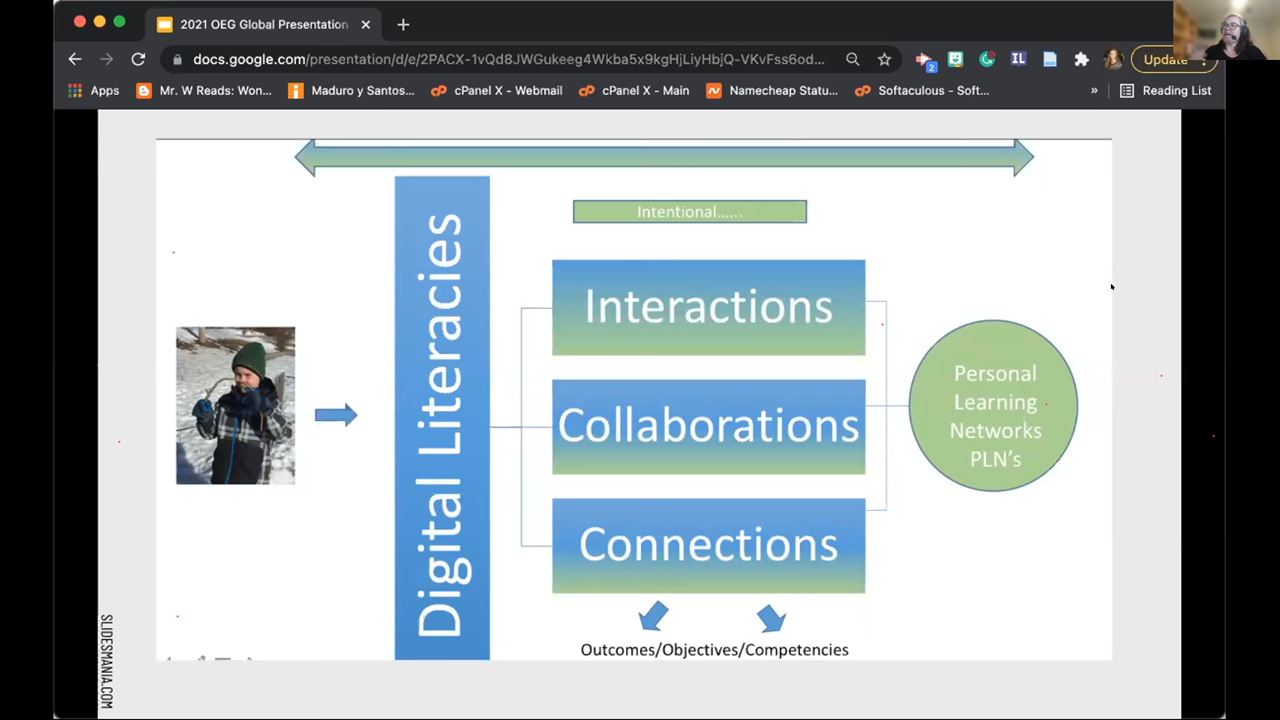 2021 OEG Global Presentation
Update
docs.google.com/presentation/d/e/2PACX-1vQd8JWGukeeg4Wkba5x9kgHjLiyHbjQ-VKvFss6od...
2
IL
Apps
Mr. W Reads: Won...
Maduro y Santos...
cPanel X - Webmail
cPanel X - Main
Namecheap Statu...
Softaculous - Soft...
»
Reading List
Intentional......
Digital Literacies
Interactions
Collaborations
Connections
Personal
Learning
Networks
PLN's
Outcomes/Objectives/Competencies
SLIDESMANIA.COM